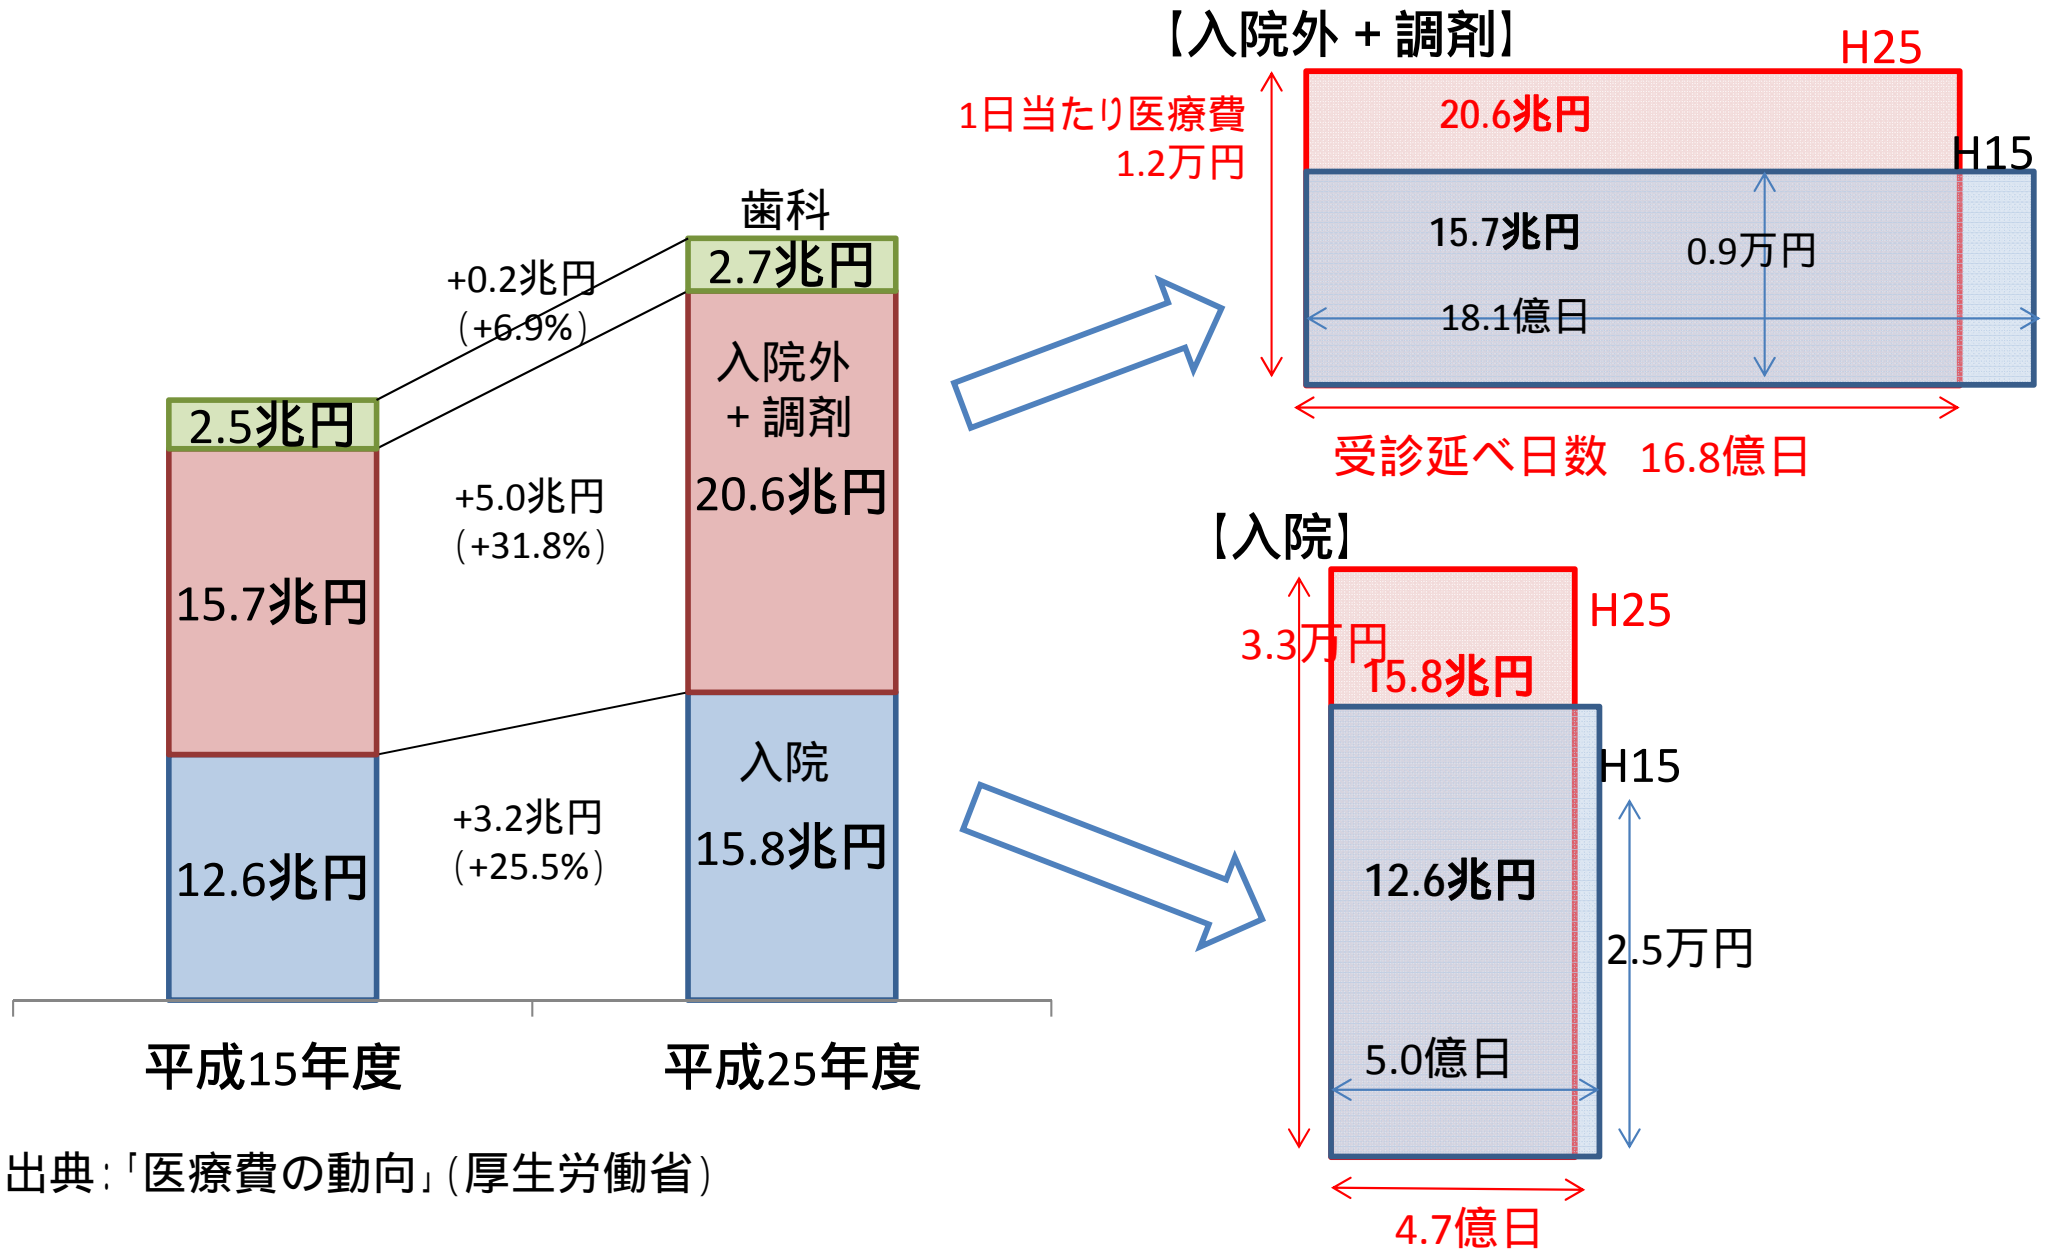 歯科
2.7兆円
+0.2兆円
(+6.9%)
入院外
+ 調剤
20.6兆円
2.5兆円
+5.0兆円
(+31.8%)
15.7兆円
入院
15.8兆円
+3.2兆円
(+25.5%)
12.6兆円
平成15年度
平成25年度
出典:「医療費の動向」(厚生労働省)
【入院外 + 調剤】
H25
1日当たり医療費
1.2万円
20.6兆円
H15
15.7兆円
0.9万円
18.1億日
受診延べ日数 16.8億日
【入院】
H25
3.3万円
15.8兆円
H15
12.6兆円
2.5万円
5.0億日
4.7億日